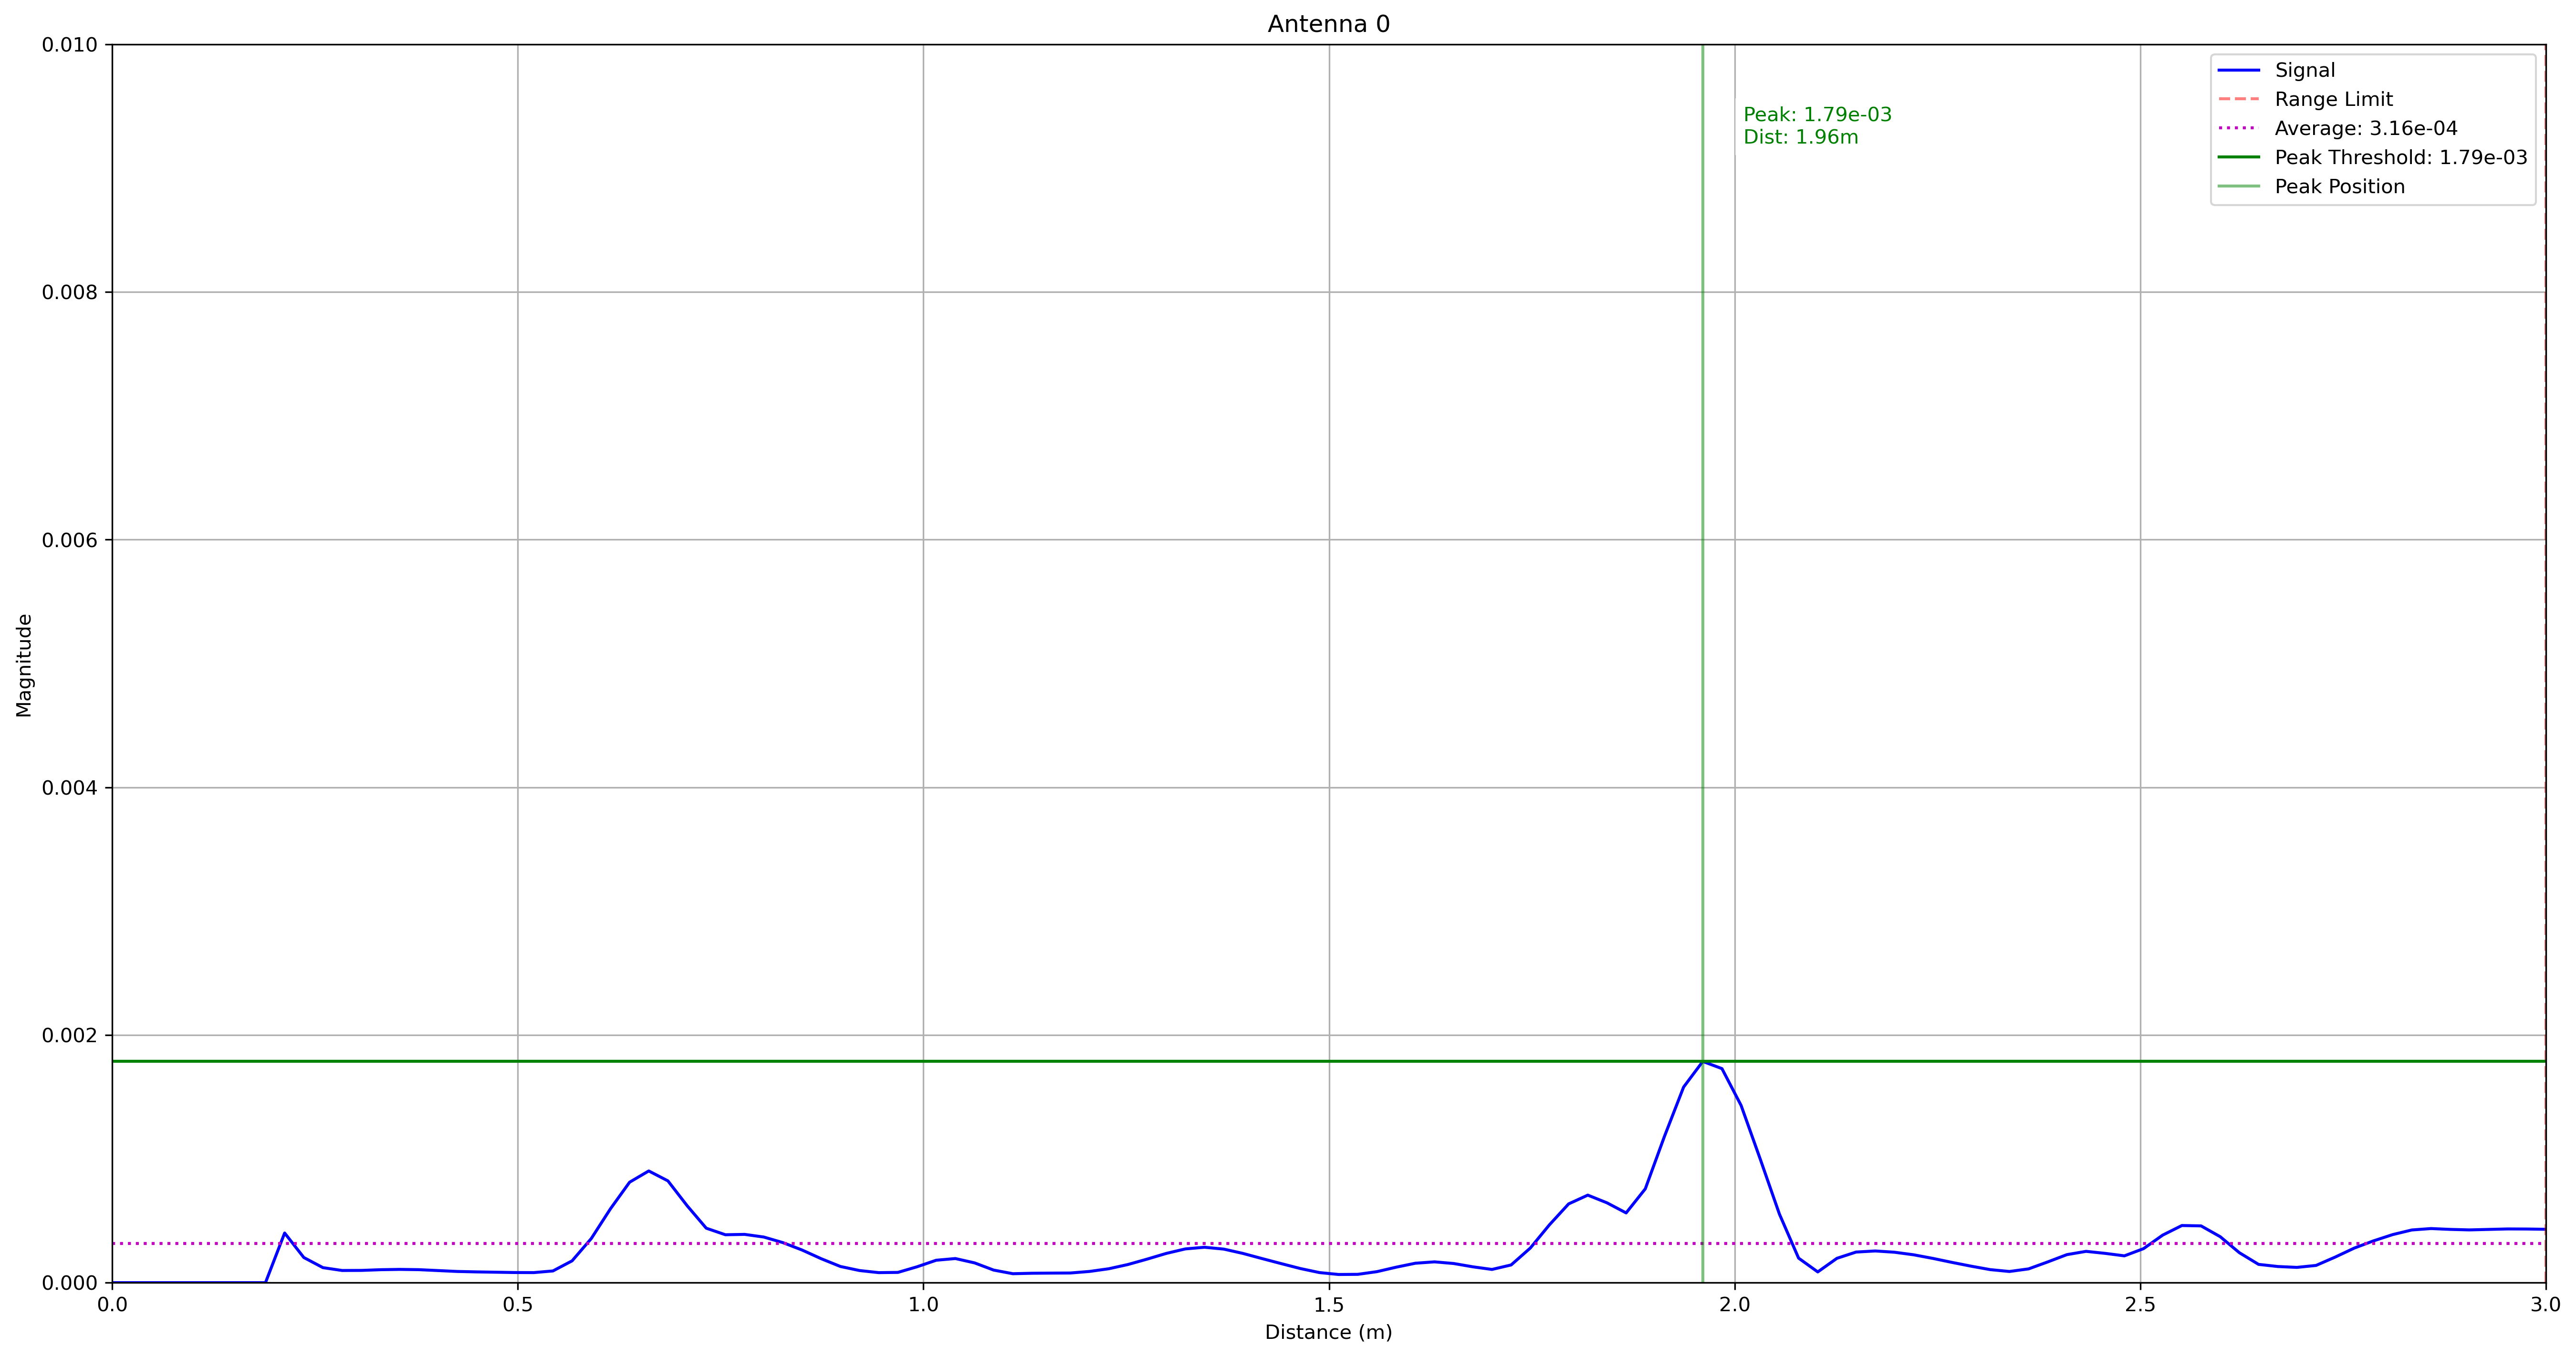 Antenna 0
0.010
0.008
0.006
0.004
0.002
0.000
Magnitude
Peak: 1.79e-03
Dist: 1.96m
Signal
Range Limit
Average: 3.16e-04
Peak Threshold: 1.79e-03
Peak Position
0.0 0.5 1.0 1.5 2.0 2.5 3.0
Distance (m)